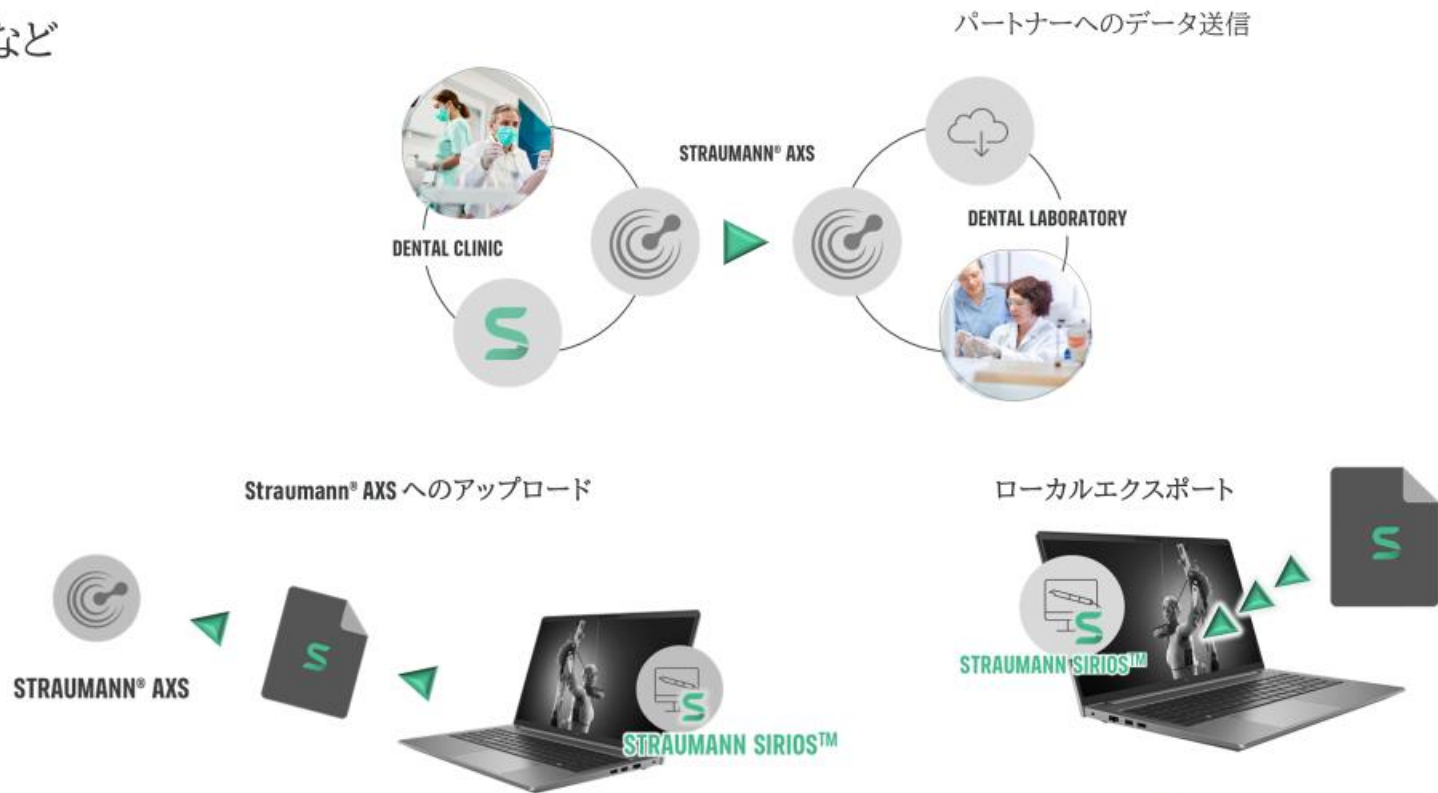 など
パートナーへのデータ送信
STRAUMANN® AXS
DENTAL CLINIC
DENTAL LABORATORY
Straumann® AXS へのアップロード
ローカルエクスポート
STRAUMANN® AXS
STRAUMANN SIRIOS™
STRAUMANN SIRIOS™